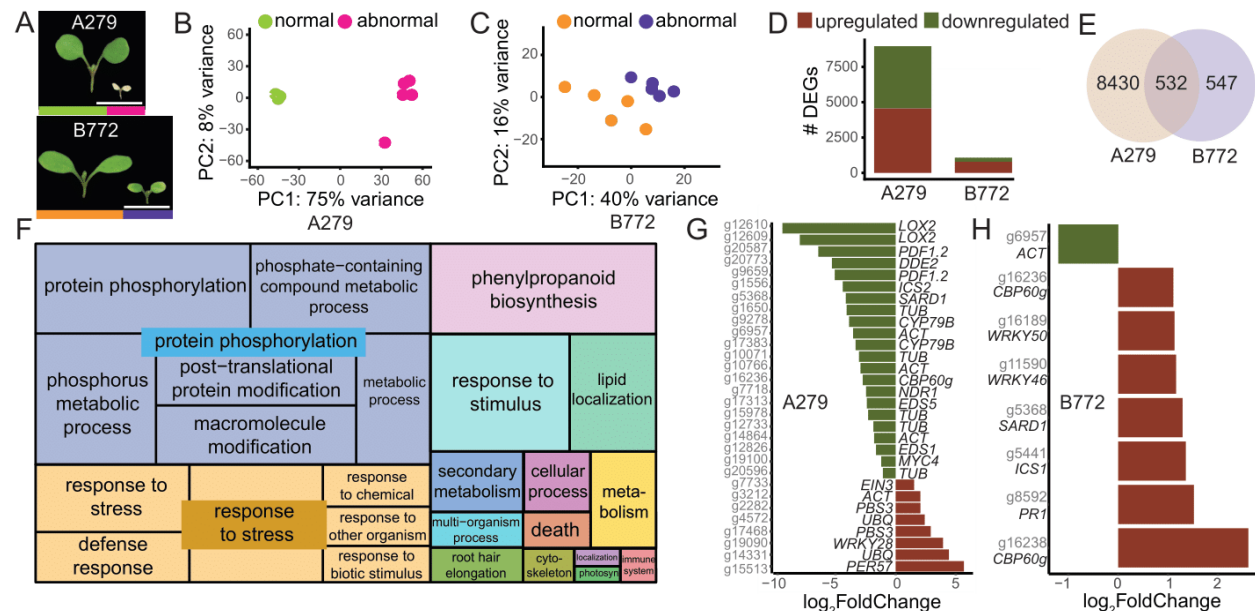 A
A279
B772
B
normal
abnormal
PC2: 8% variance
60
30
0
−30
−60
−60
−30
0
30
60
PC1: 75% variance
A279
C
normal
abnormal
PC2: 16% variance
20
0
−20
−20
0
20
PC1: 40% variance
B772
D
upregulated
downregulated
# DEGs
7500
5000
2500
0
A279
B772
E
8430
532
547
A279
B772
F
protein phosphorylation
phosphate−containing
compound metabolic
process
protein phosphorylation
phosphorus
metabolic
process
post−translational
protein modification
macromolecule
modification
metabolic
process
phenylpropanoid
biosynthesis
response to
stimulus
lipid
localization
response to
stress
defense
response
response
to stress
response
to chemical
response to
other organism
response to
biotic stimulus
secondary
metabolism
cellular
process
meta-
bolism
multi−organism
process
death
root hair
elongation
cyto-
skeleton
localization
photosyn
immune
system
G
g12610 LOX2
g12609 LOX2
g20587 PDF1.2
g20773 DDE2
g9659 PDF1.2
g1556 ICS2
g5368 SARD1
g1650 TUB
g9278 CYP79B
g6957 ACT
g17383 CYP79B
g10071 TUB
g10766 ACT
g16236 CBP60g
g7718 NDR1
g17313 EDS5
g15978 TUB
g12733 TUB
g14864 ACT
g12826 EDS1
g19100 MYC4
g20596 TUB
g7733 EIN3
g3212 ACT
g2282 PBS3
g4572 UBQ
g17468 PBS3
g19090 WRKY28
g14331 UBQ
g15513 PER57
A279
−10
−5
0
5
log2FoldChange
H
g6957
ACT
g16236
CBP60g
g16189
WRKY50
g11590
WRKY46
g5368
SARD1
g5441
ICS1
g8592
PR1
g16238
CBP60g
B772
−1
0
1
2
log2FoldChange